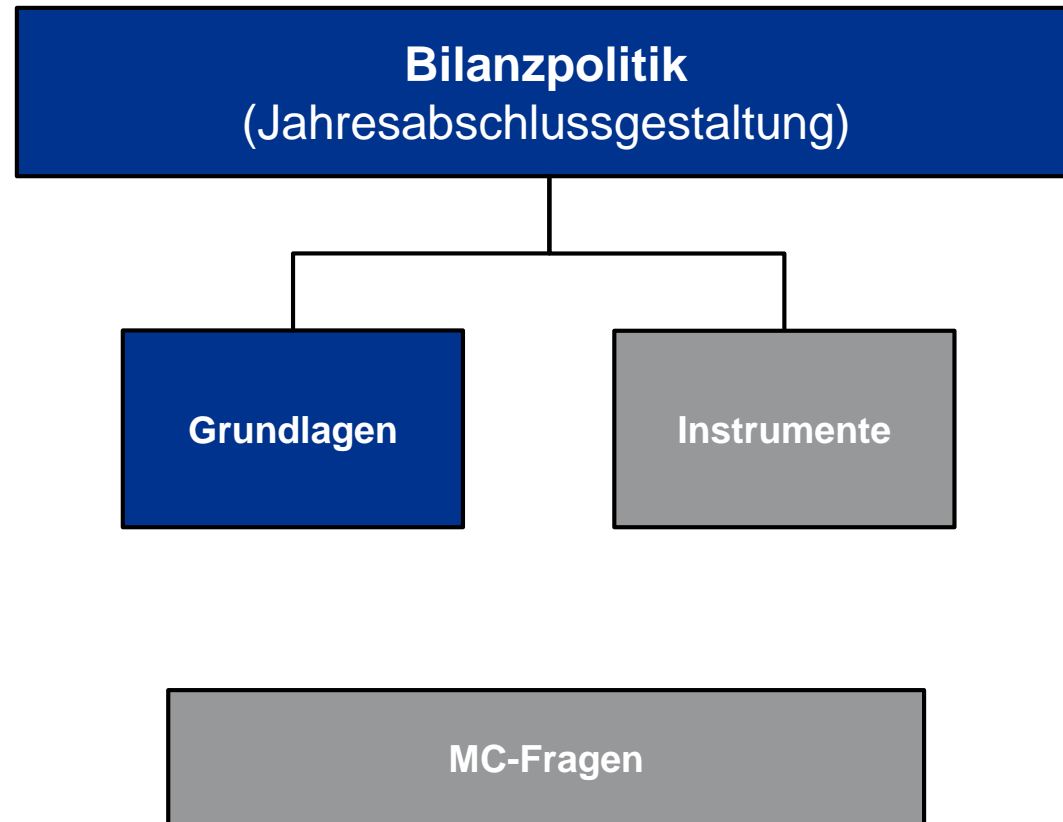 Bilanzpolitik
(Jahresabschlussgestaltung)
Grundlagen
Instrumente
MC-Fragen